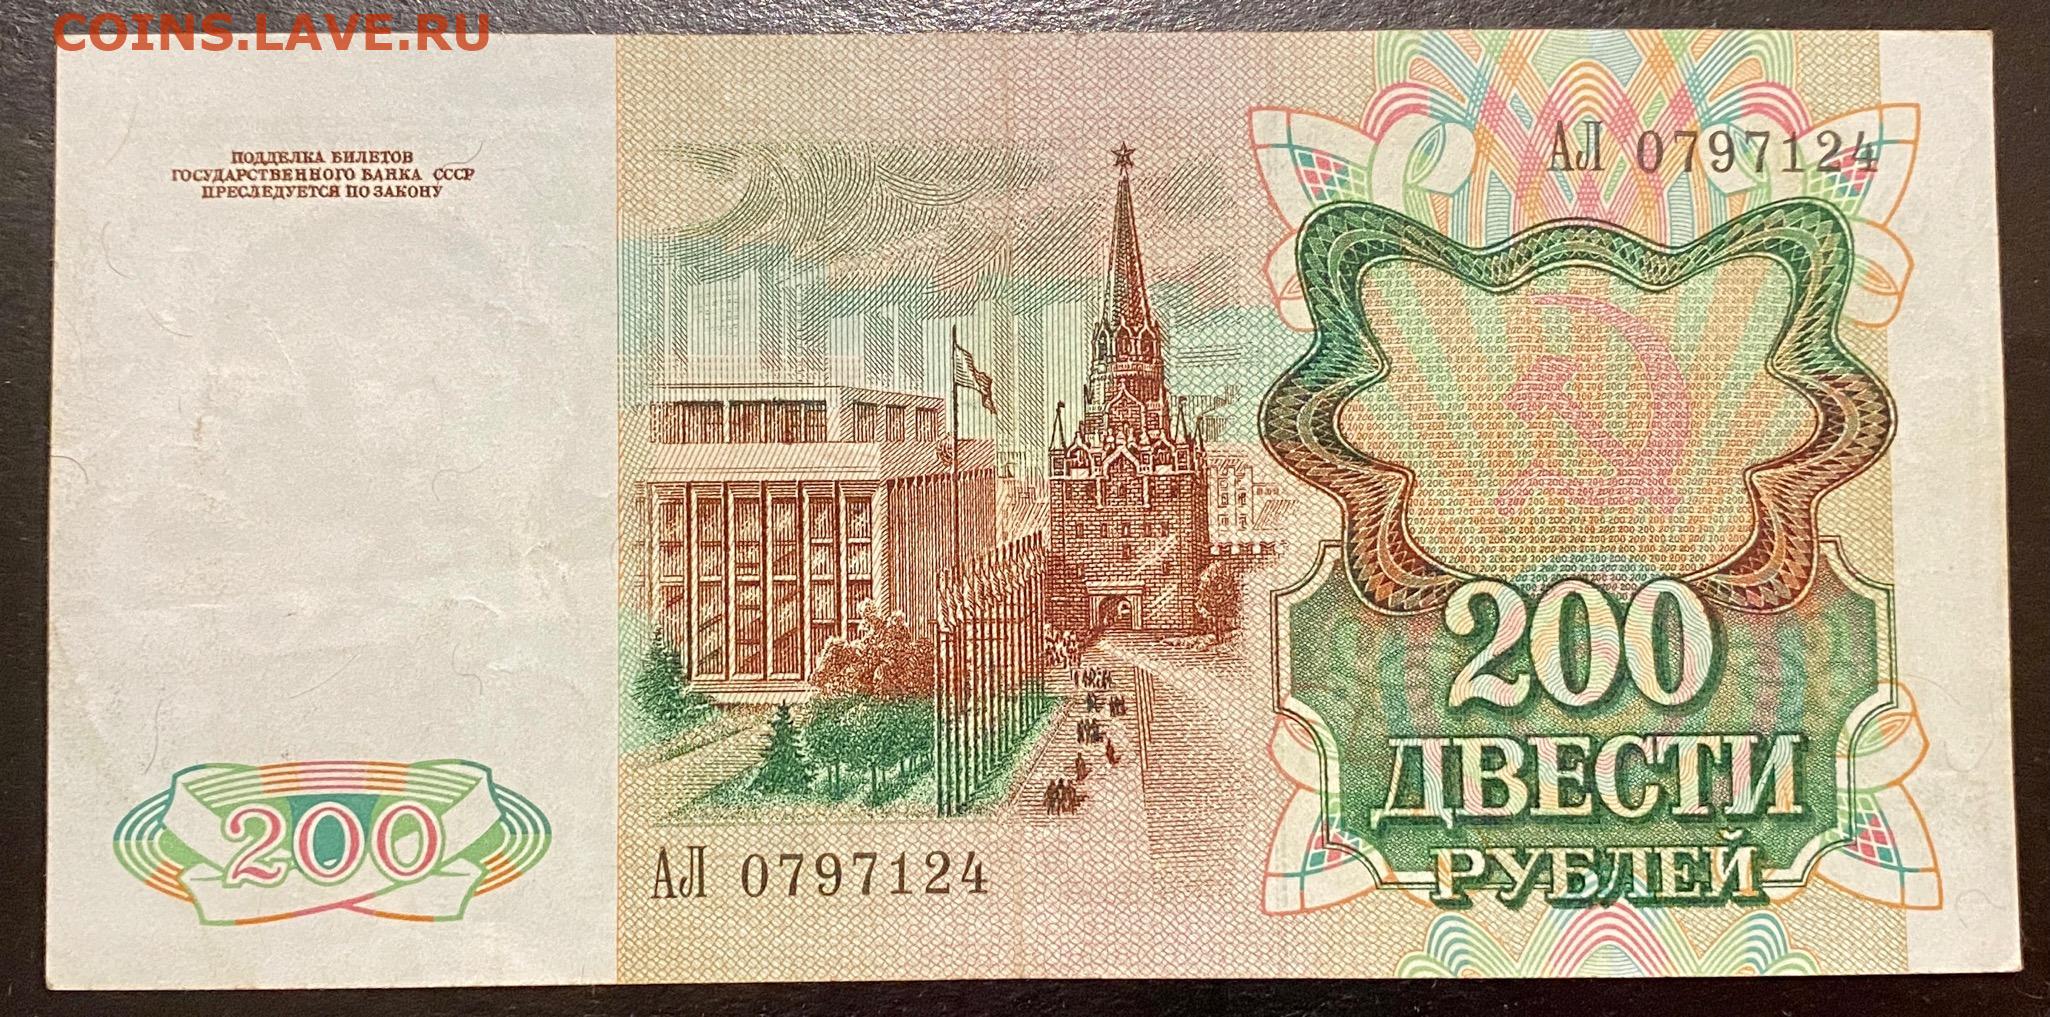 COINS.LAVE.RU
ПОДДЕЛКА БИЛЕТОВ
ГОСУДАРСТВЕННОГО БАНКА СССР
ПРЕСЛЕДУЕТСЯ ПО ЗАКОНУ
АЛ 0797124
200
ДВЕСТИ
РУБЛЕЙ
200
АЛ 0797124